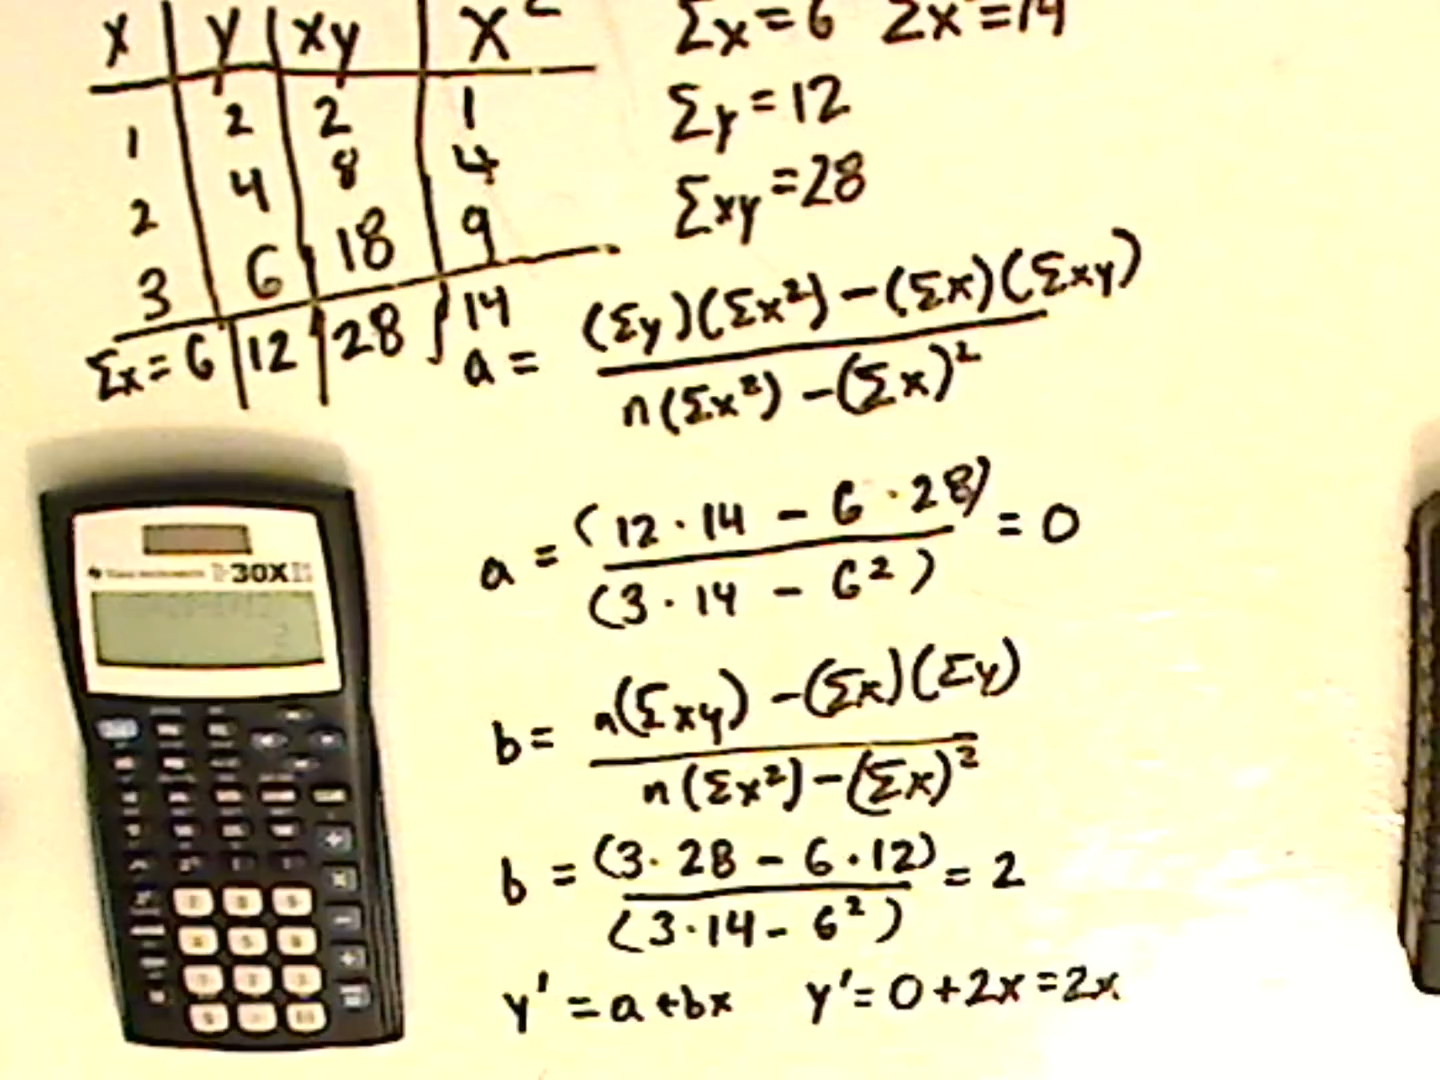 x y xy x²
1 2 2 1
2 4 8 4
3 6 18 9
Σx = 6 12 28 14
Σx = 6 Σx² = 14
Σy = 12
Σxy = 28
a = (Σy)(Σx²) - (Σx)(Σxy)
n(Σx²) - (Σx)²
a = (12 · 14 - 6 · 28) = 0
(3 · 14 - 6²)
b = n(Σxy) - (Σx)(Σy)
n(Σx²) - (Σx)²
b = (3 · 28 - 6 · 12) = 2
(3 · 14 - 6²)
y' = a + bx y' = 0 + 2x = 2x
Texas Instruments
30X